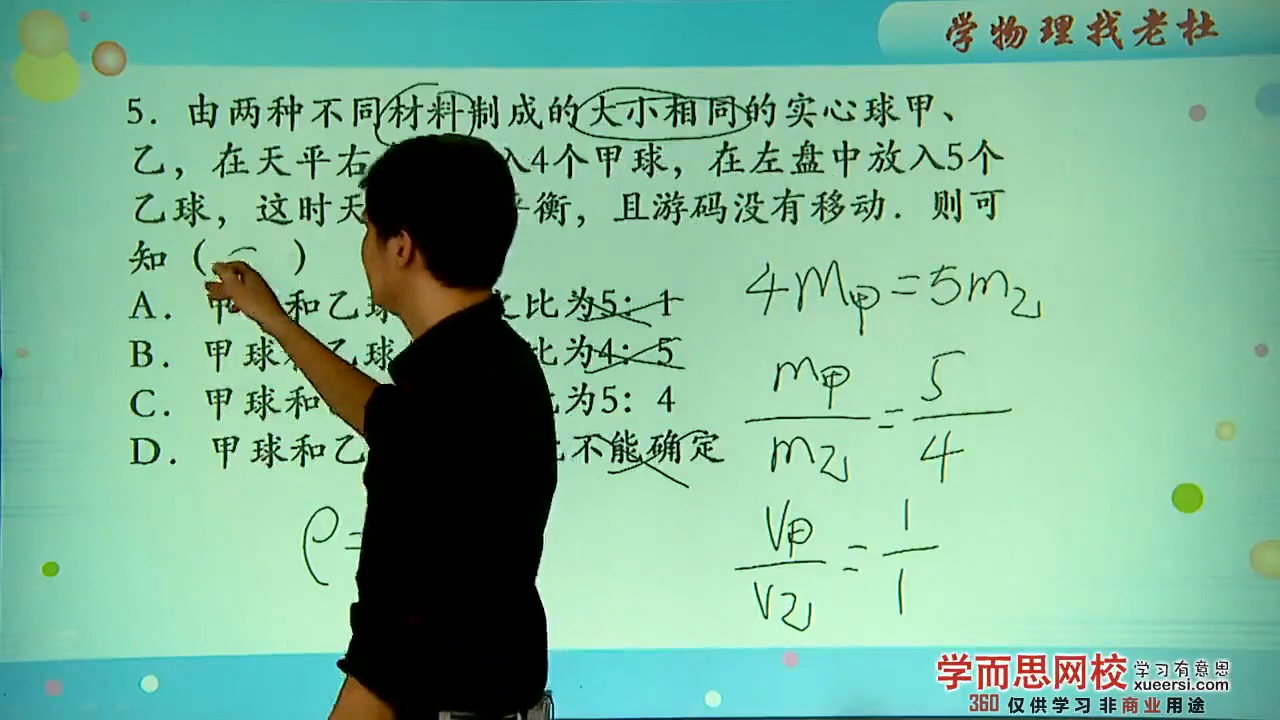 学物理找老杜
5. 由两种不同材料制成的大小相同的实心球甲、
乙，在天平右 入4个甲球，在左盘中放入5个
乙球，这时天 平衡，且游码没有移动．则可
知（ ）
A. 甲 和乙球 之比为5：1
B. 甲球 乙球 比为4：5
C. 甲球和 比为5：4
D. 甲球和乙 比不能确定
4m甲=5m乙
m甲/m乙=5/4
V甲/V乙=1/1
ρ=
学而思网校 学习有意思
xueersi.com
360 仅供学习 非商业用途